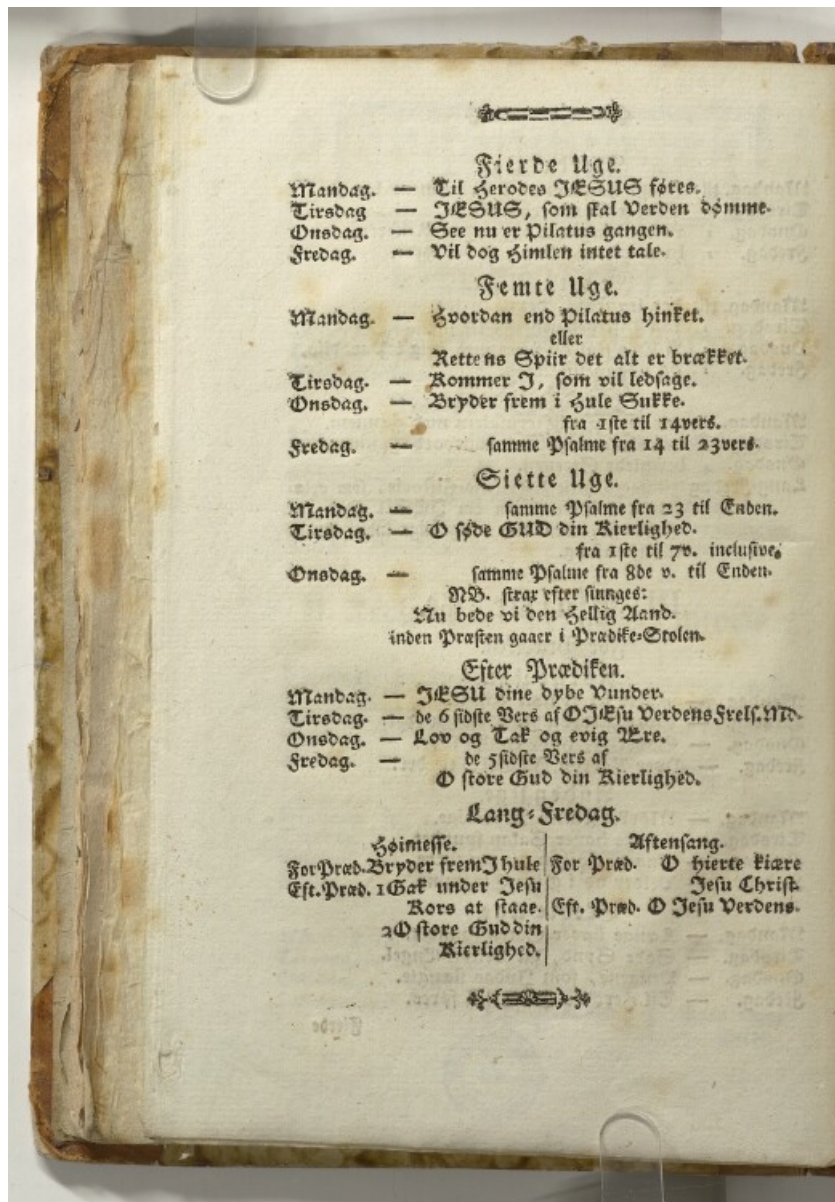 Fierde Uge.
Mandag. — Til Herodes JESUS føres.
Tirsdag — JESUS, som skal Verden dømme.
Onsdag. — See nu er Pilatus gangen.
Fredag. — Vil dog Himlen intet tale.
Femte Uge.
Mandag. — Hvordan end Pilatus hinket.
eller
Rettens Spiir det alt er brækket.
Tirsdag. — Kommer I, som vil ledsage.
Onsdag. — Bryder frem i Hule Sukke.
fra 1ste til 14vers.
Fredag. — samme Psalme fra 14 til 23vers.
Siette Uge.
Mandag. — samme Psalme fra 23 til Enden.
Tirsdag. — O søde GUD din Kierlighed.
fra 1ste til 7v. inclusive.
Onsdag. — samme Psalme fra 8de v. til Enden.
NB. strax efter siunges:
Nu bede vi den Hellig Aand.
inden Præsten gaaer i Prædike-Stolen.
Efter Prædiken.
Mandag. — JESU dine dybe Vunder.
Tirsdag. — de 6 sidste Vers af O JEsu Verdens Frels. Md.
Onsdag. — Lov og Tak og evig Ære.
Fredag. — de 5 sidste Vers af
O store Gud din Kierlighed.
Lang-Fredag.
Høimesse.
For Præd. Bryder frem I hule
Eft. Præd. 1 Gak under Jesu
Kors at staae.
2 O store Gud din
Kierlighed.
Aftensang.
For Præd. O hierte kiære
Jesu Christ.
Eft. Præd. O Jesu Verdens.